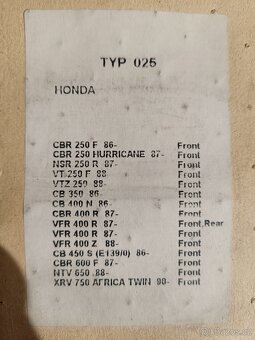 TYP 025
HONDA
CBR 250 F 86- Front
CBR 250 HURRICANE 87- Front
NSR 250 R 87- Front
VT 250 F 88- Front
VTZ 250 88- Front
CB 350 86- Front
CB 400 N 86- Front
CBR 400 R 87- Front
VFR 400 R 87- Front,Rear
VFR 400 R 87- Front
VFR 400 Z 88- Front
CB 450 S (E139/0) 86- Front
CBR 600 F 87- Front
NTV 650 88- Front
XRV 750 AFRICA TWIN 90- Front